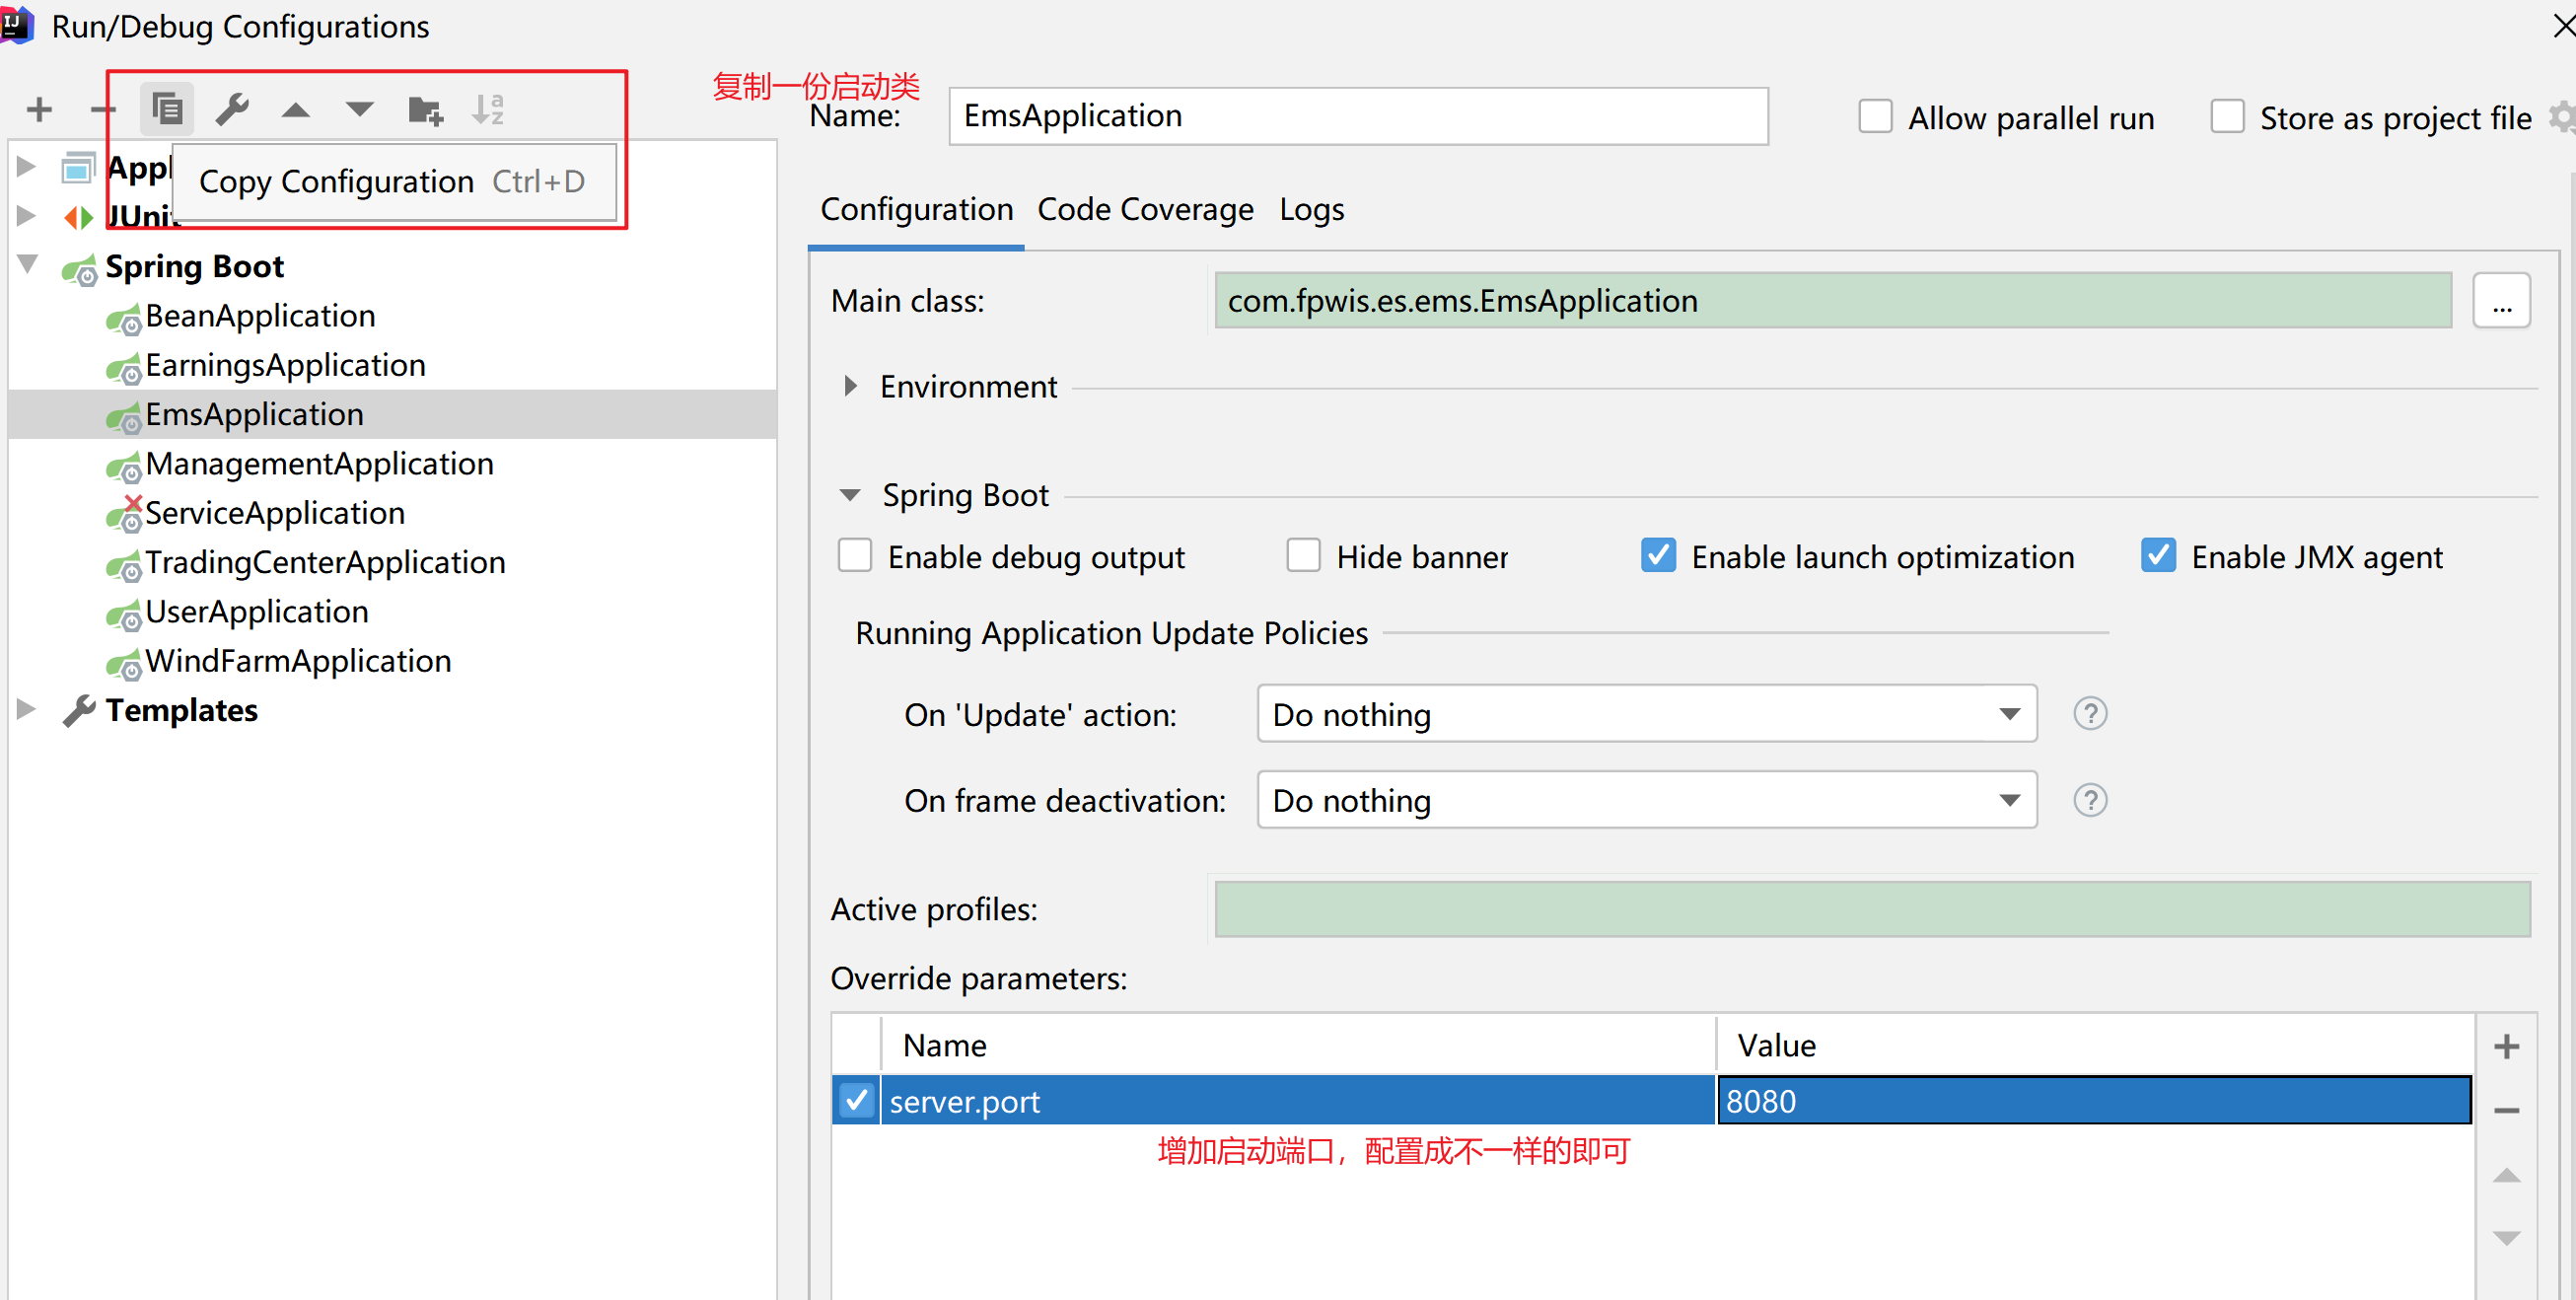 Run/Debug Configurations
复制一份启动类
Name: EmsApplication
Allow parallel run
Store as project file
Appl
Copy Configuration Ctrl+D
JUnit
Spring Boot
BeanApplication
EarningsApplication
EmsApplication
ManagementApplication
ServiceApplication
TradingCenterApplication
UserApplication
WindFarmApplication
Templates
Configuration Code Coverage Logs
Main class: com.fpwis.es.ems.EmsApplication ...
Environment
Spring Boot
Enable debug output Hide banner Enable launch optimization Enable JMX agent
Running Application Update Policies
On 'Update' action: Do nothing ?
On frame deactivation: Do nothing ?
Active profiles:
Override parameters:
Name Value
server.port 8080
增加启动端口，配置成不一样的即可